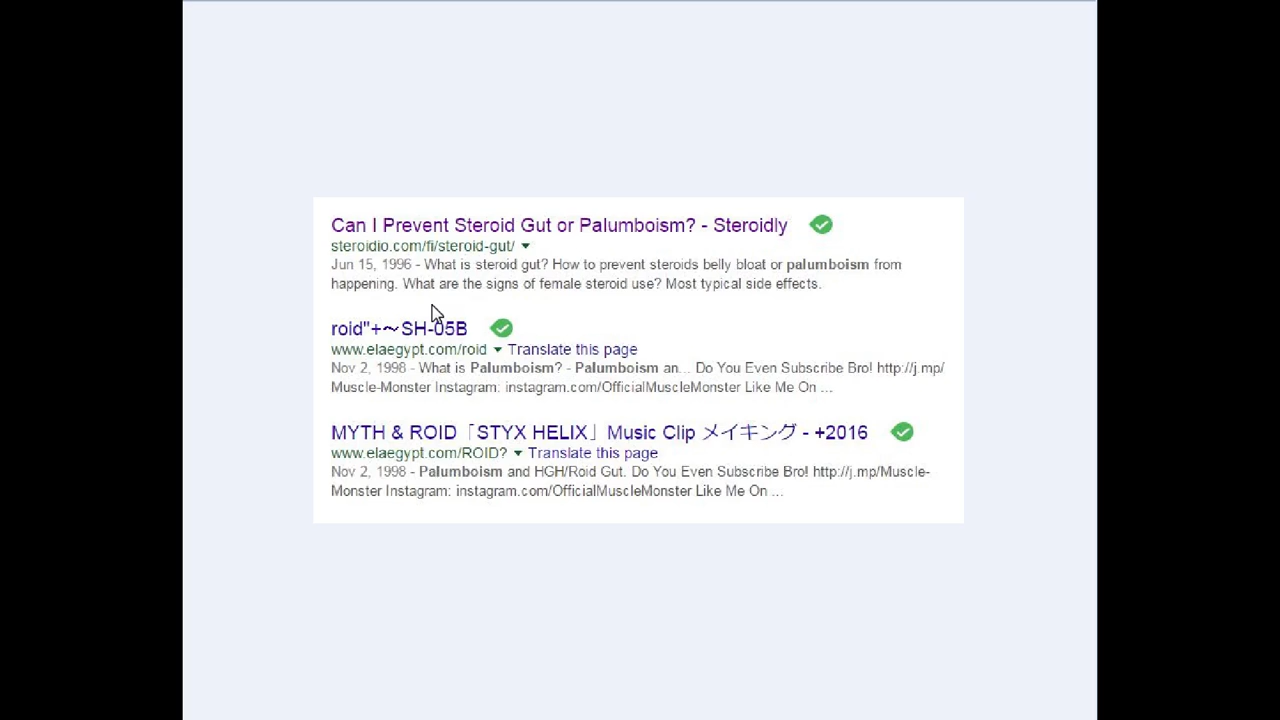 Can I Prevent Steroid Gut or Palumboism? - Steroidly
steroidio.com/fi/steroid-gut/
Jun 15, 1996 - What is steroid gut? How to prevent steroids belly bloat or palumboism from
happening. What are the signs of female steroid use? Most typical side effects.
roid"+～SH-05B
www.elaegypt.com/roid Translate this page
Nov 2, 1998 - What is Palumboism? - Palumboism an... Do You Even Subscribe Bro! http://j.mp/
Muscle-Monster Instagram: instagram.com/OfficialMuscleMonster Like Me On ...
MYTH & ROID「STYX HELIX」Music Clip メイキング - +2016
www.elaegypt.com/ROID? Translate this page
Nov 2, 1998 - Palumboism and HGH/Roid Gut. Do You Even Subscribe Bro! http://j.mp/Muscle-
Monster Instagram: instagram.com/OfficialMuscleMonster Like Me On ...